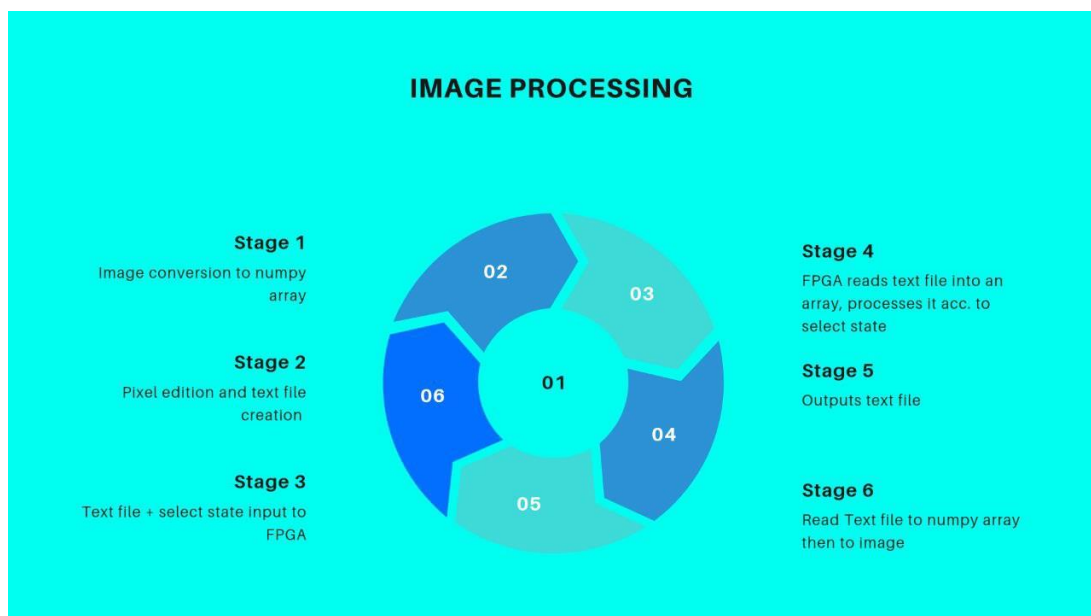 IMAGE PROCESSING
Stage 1
Image conversion to numpy
array
Stage 2
Pixel edition and text file
creation
Stage 3
Text file + select state input to
FPGA
02
03
06
01
04
05
Stage 4
FPGA reads text file into an
array, processes it acc. to
select state
Stage 5
Outputs text file
Stage 6
Read Text file to numpy array
then to image